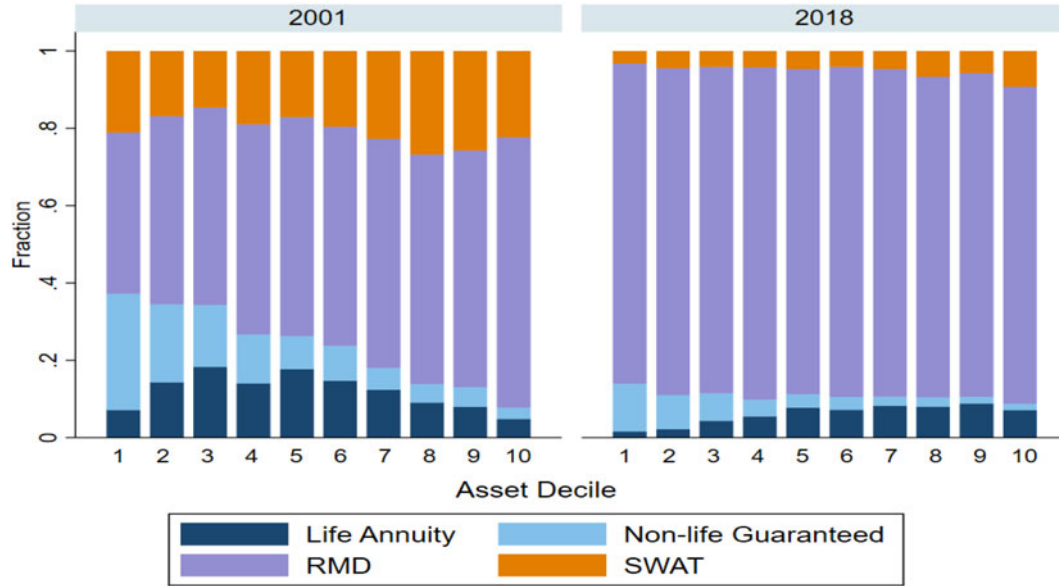 2001 2018
Fraction
1
.8
.6
.4
.2
0
1 2 3 4 5 6 7 8 9 10 1 2 3 4 5 6 7 8 9 10
Asset Decile
Life Annuity Non-life Guaranteed
RMD SWAT